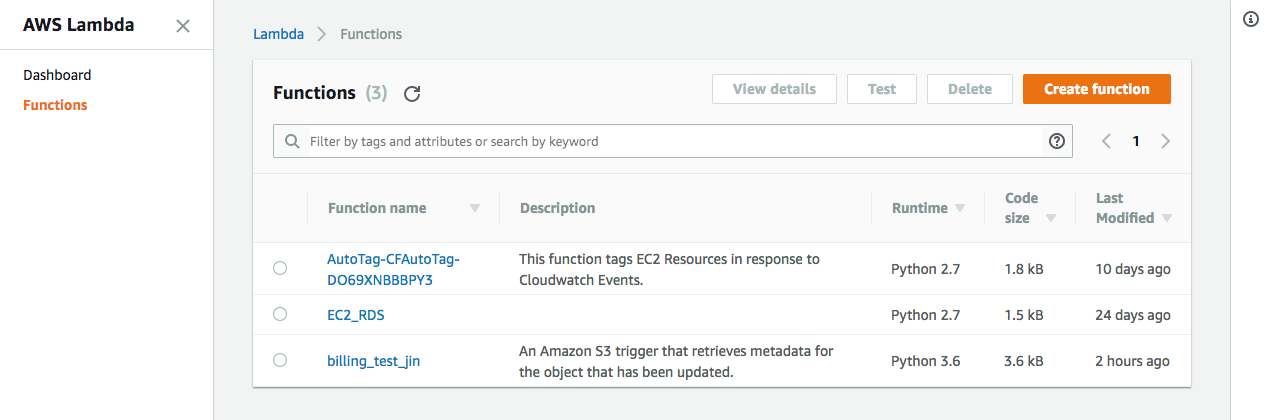 AWS Lambda
Dashboard
Functions
Lambda > Functions
Functions (3)
View details
Test
Delete
Create function
Filter by tags and attributes or search by keyword
1
Function name
Description
Runtime
Code
size
Last
Modified
AutoTag-CFAutoTag-
DO69XNBBBPY3
This function tags EC2 Resources in response to
Cloudwatch Events.
Python 2.7
1.8 kB
10 days ago
EC2_RDS
Python 2.7
1.5 kB
24 days ago
billing_test_jin
An Amazon S3 trigger that retrieves metadata for
the object that has been updated.
Python 3.6
3.6 kB
2 hours ago